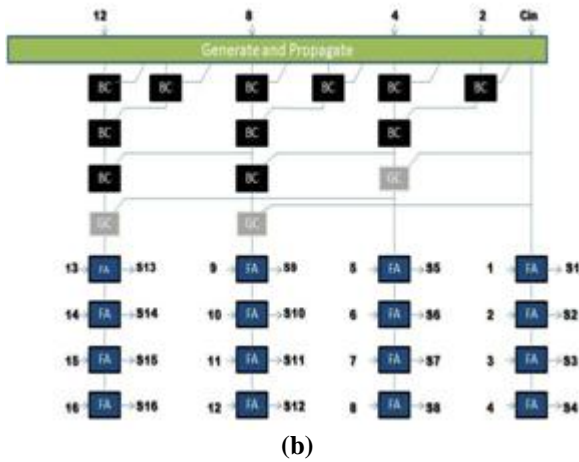 12 8 4 2 Cin
Generate and Propagate
BC BC BC BC BC BC
BC BC BC
BC BC GC
GC GC
13 FA S13 9 FA S9 5 FA S5 1 FA S1
14 FA S14 10 FA S10 6 FA S6 2 FA S2
15 FA S15 11 FA S11 7 FA S7 3 FA S3
16 FA S16 12 FA S12 8 FA S8 4 FA S4
(b)